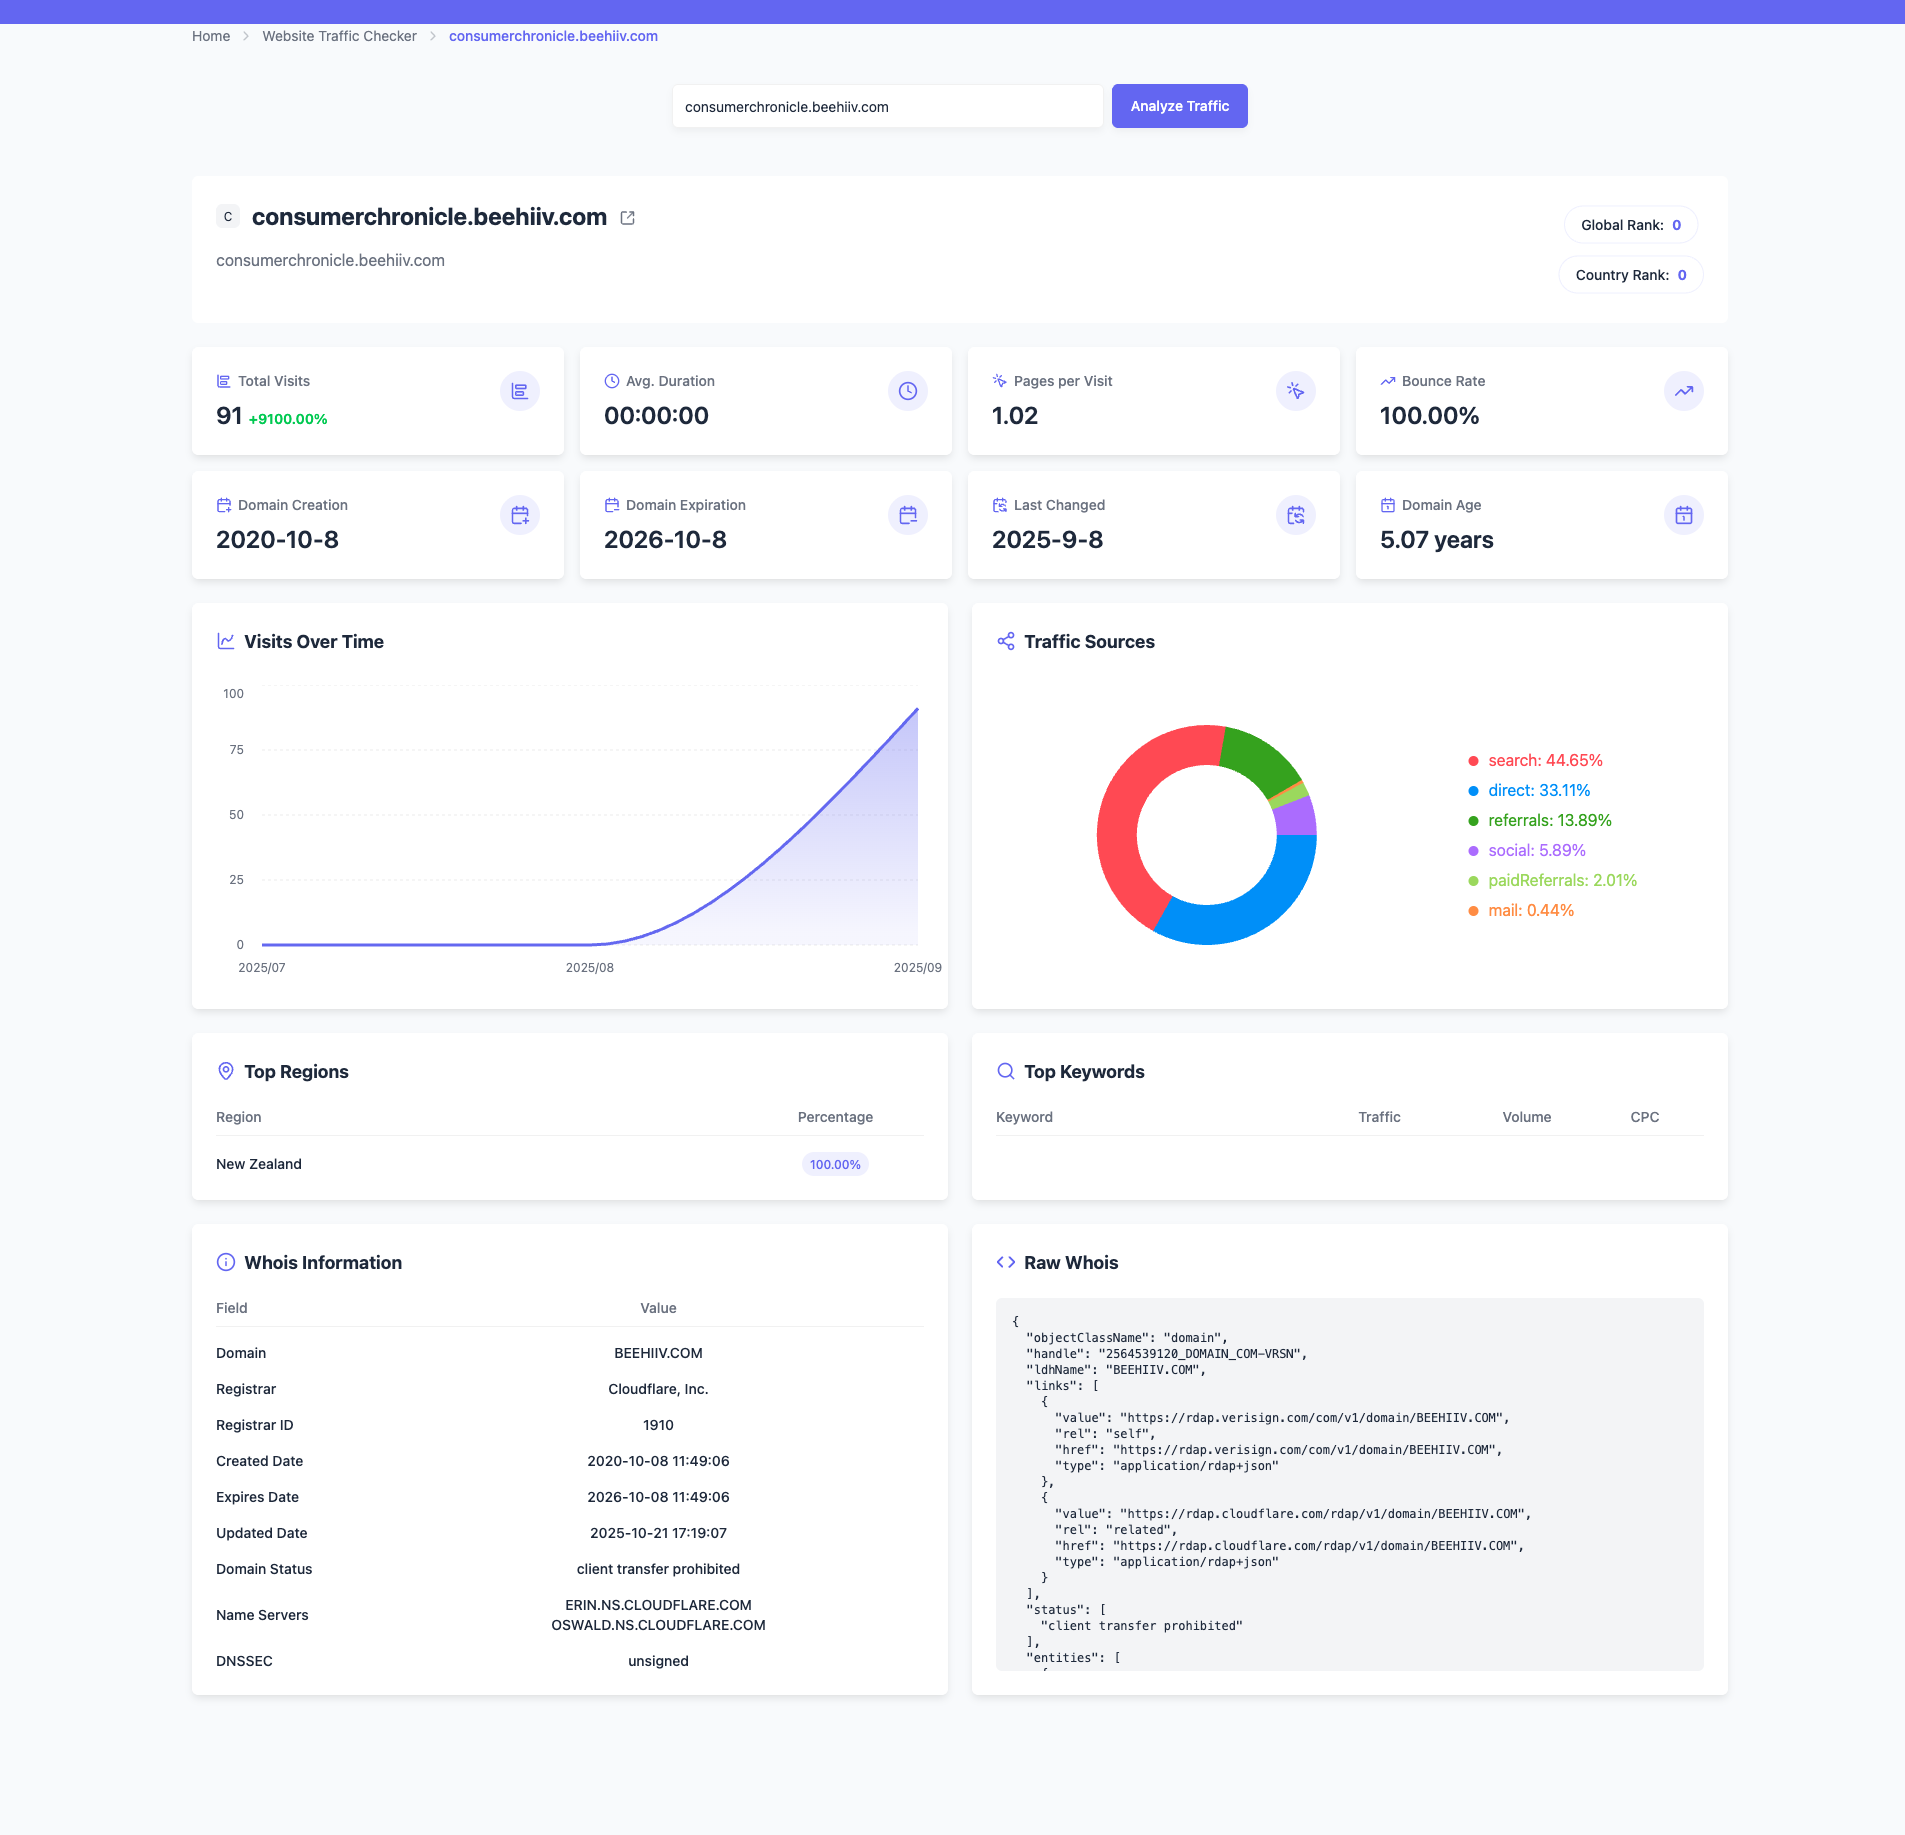 Home > Website Traffic Checker > consumerchronicle.beehiiv.com
consumerchronicle.beehiiv.com
Analyze Traffic
C consumerchronicle.beehiiv.com
consumerchronicle.beehiiv.com
Global Rank: 0
Country Rank: 0
Total Visits
91 +9100.00%
Avg. Duration
00:00:00
Pages per Visit
1.02
Bounce Rate
100.00%
Domain Creation
2020-10-8
Domain Expiration
2026-10-8
Last Changed
2025-9-8
Domain Age
5.07 years
Visits Over Time
100
75
50
25
0
2025/07 2025/08 2025/09
Traffic Sources
search: 44.65%
direct: 33.11%
referrals: 13.89%
social: 5.89%
paidReferrals: 2.01%
mail: 0.44%
Top Regions
Region Percentage
New Zealand 100.00%
Top Keywords
Keyword Traffic Volume CPC
Whois Information
Field Value
Domain BEEHIIV.COM
Registrar Cloudflare, Inc.
Registrar ID 1910
Created Date 2020-10-08 11:49:06
Expires Date 2026-10-08 11:49:06
Updated Date 2025-10-21 17:19:07
Domain Status client transfer prohibited
Name Servers ERIN.NS.CLOUDFLARE.COM
OSWALD.NS.CLOUDFLARE.COM
DNSSEC unsigned
Raw Whois
{
"objectClassName": "domain",
"handle": "2564539120_DOMAIN_COM-VRSN",
"ldhName": "BEEHIIV.COM",
"links": [
{
"value": "https://rdap.verisign.com/com/v1/domain/BEEHIIV.COM",
"rel": "self",
"href": "https://rdap.verisign.com/com/v1/domain/BEEHIIV.COM",
"type": "application/rdap+json"
},
{
"value": "https://rdap.cloudflare.com/rdap/v1/domain/BEEHIIV.COM",
"rel": "related",
"href": "https://rdap.cloudflare.com/rdap/v1/domain/BEEHIIV.COM",
"type": "application/rdap+json"
}
],
"status": [
"client transfer prohibited"
],
"entities": [
{